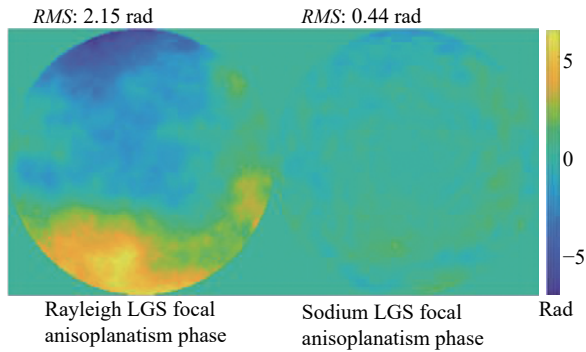 RMS: 2.15 rad
RMS: 0.44 rad
5
0
−5
Rad
Rayleigh LGS focal
anisoplanatism phase
Sodium LGS focal
anisoplanatism phase